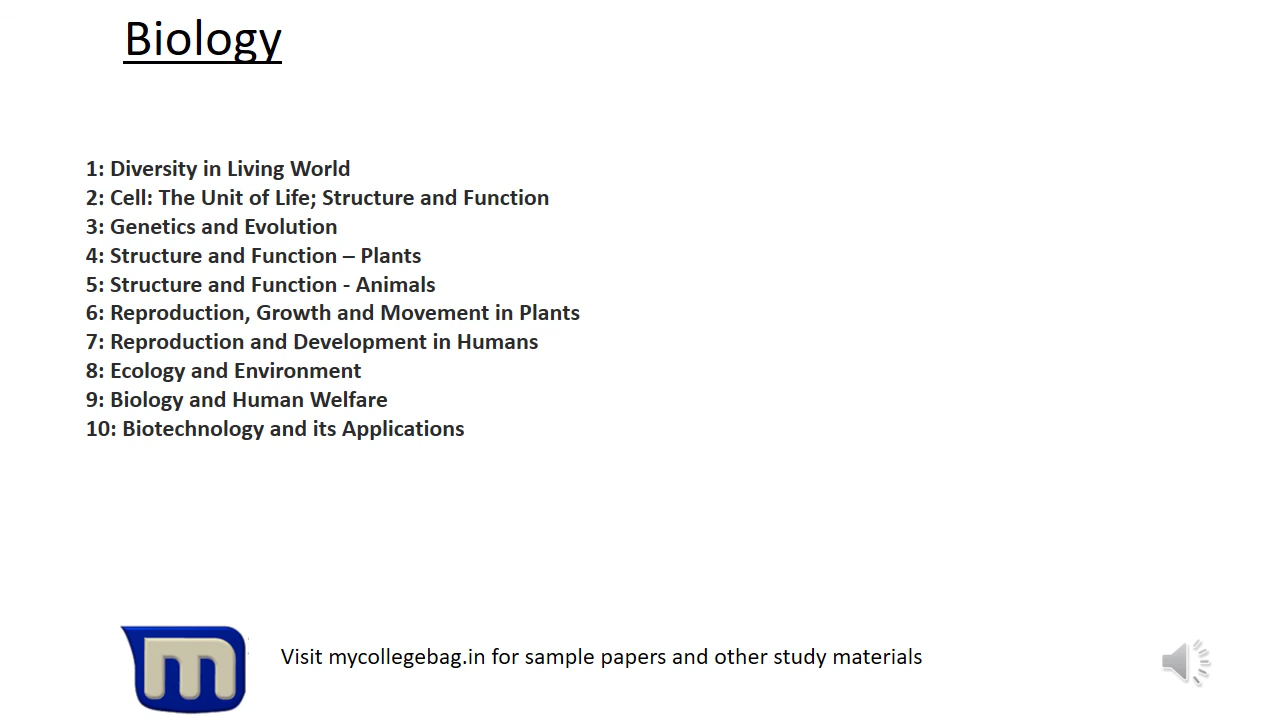 Biology
1: Diversity in Living World
2: Cell: The Unit of Life; Structure and Function
3: Genetics and Evolution
4: Structure and Function – Plants
5: Structure and Function - Animals
6: Reproduction, Growth and Movement in Plants
7: Reproduction and Development in Humans
8: Ecology and Environment
9: Biology and Human Welfare
10: Biotechnology and its Applications
m
Visit mycollegebag.in for sample papers and other study materials